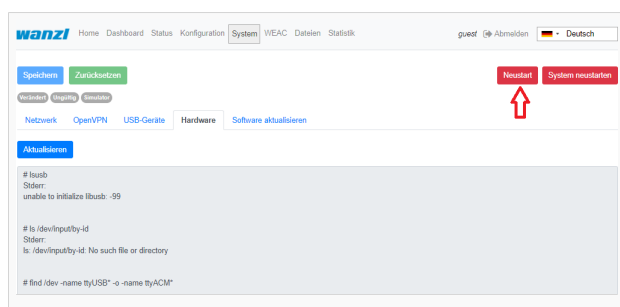 wanzl Home Dashboard Status Konfiguration System WEAC Dateien Statistik guest Abmelden Deutsch
Speichern Zurücksetzen Neustart System neustarten
Verändert Ungültig Simulator
Netzwerk OpenVPN USB-Geräte Hardware Software aktualisieren
Aktualisieren
# lsusb
Stderr:
unable to initialize libusb: -99
# ls /dev/input/by-id
Stderr:
ls: /dev/input/by-id: No such file or directory
# find /dev -name ttyUSB* -o -name ttyACM*